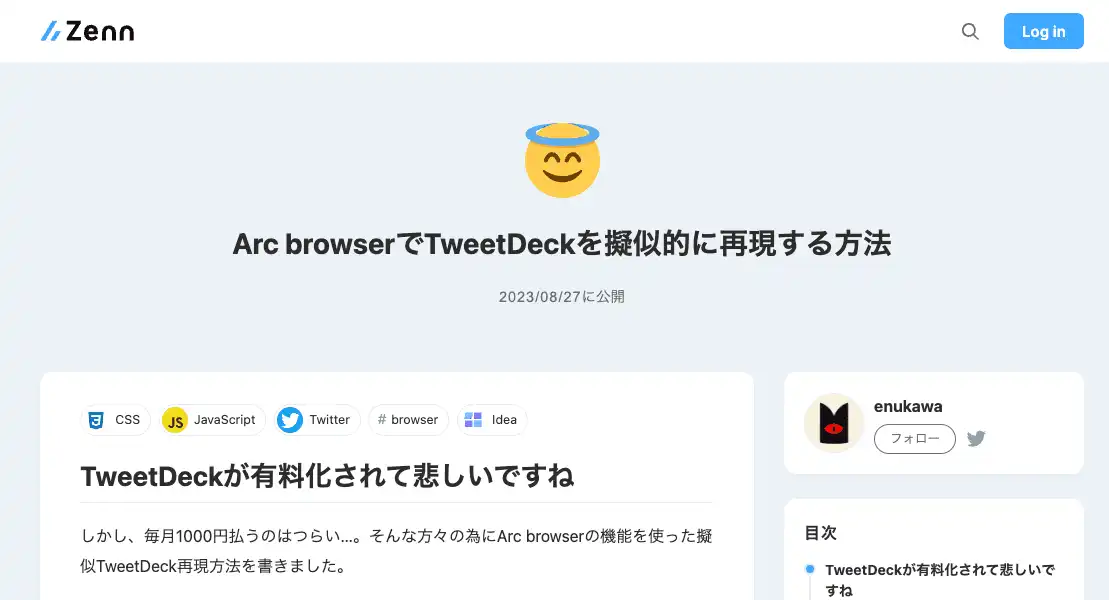 Zenn
Log in
Arc browserでTweetDeckを擬似的に再現する方法
2023/08/27に公開
CSS
JS JavaScript
Twitter
# browser
Idea
TweetDeckが有料化されて悲しいですね
しかし、毎月1000円払うのはつらい...。そんな方々の為にArc browserの機能を使った擬
似TweetDeck再現方法を書きました。
enukawa
フォロー
目次
TweetDeckが有料化されて悲しいで
すね